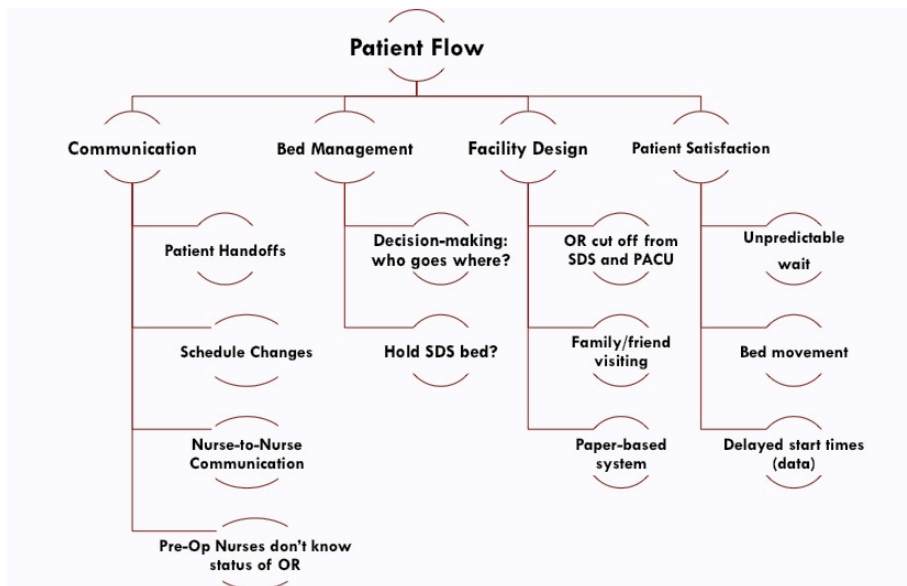 Patient Flow
Communication
Bed Management
Facility Design
Patient Satisfaction
Patient Handoffs
Decision-making:
who goes where?
OR cut off from
SDS and PACU
Unpredictable
wait
Schedule Changes
Hold SDS bed?
Family/friend
visiting
Bed movement
Nurse-to-Nurse
Communication
Paper-based
system
Delayed start times
(data)
Pre-Op Nurses don't know
status of OR